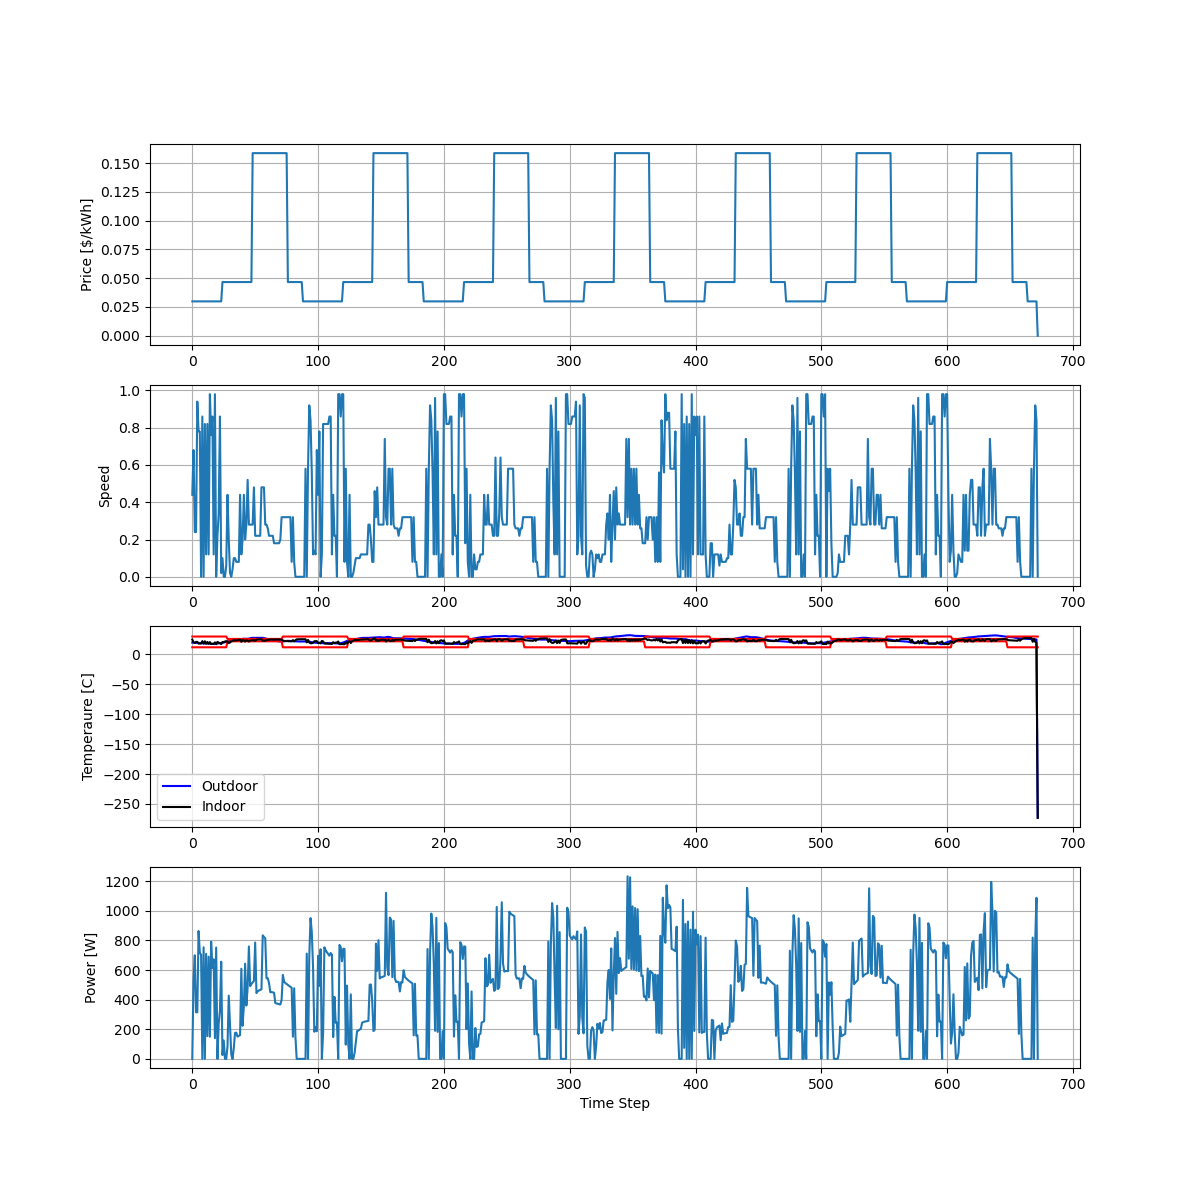 Price [$/kWh]
0.150
0.125
0.100
0.075
0.050
0.025
0.000
0 100 200 300 400 500 600 700
Speed
1.0
0.8
0.6
0.4
0.2
0.0
0 100 200 300 400 500 600 700
Temperaure [C]
0
−50
−100
−150
−200
−250
Outdoor
Indoor
0 100 200 300 400 500 600 700
Power [W]
1200
1000
800
600
400
200
0
0 100 200 300 400 500 600 700
Time Step